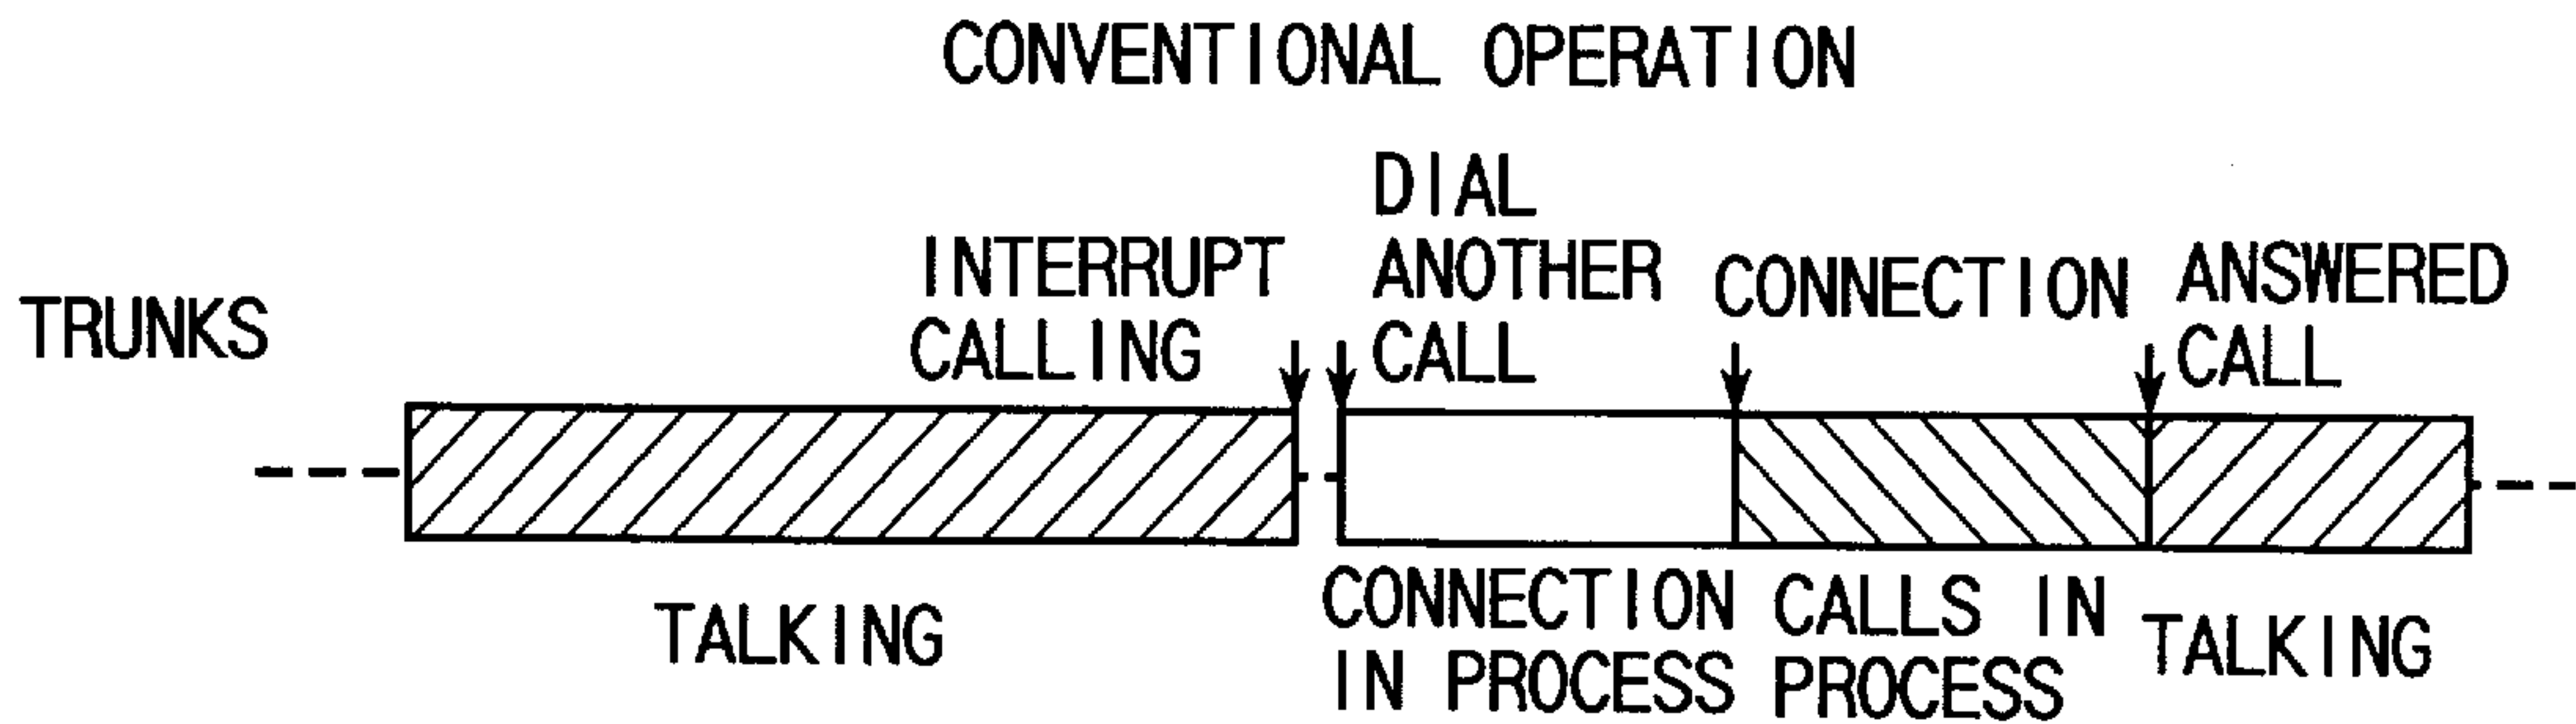 CONVENTIONAL OPERATION
TRUNKS
INTERRUPT
CALLING
DIAL
ANOTHER
CALL
CONNECTION
ANSWERED
CALL
TALKING
CONNECTION
IN PROCESS
CALLS IN
PROCESS
TALKING